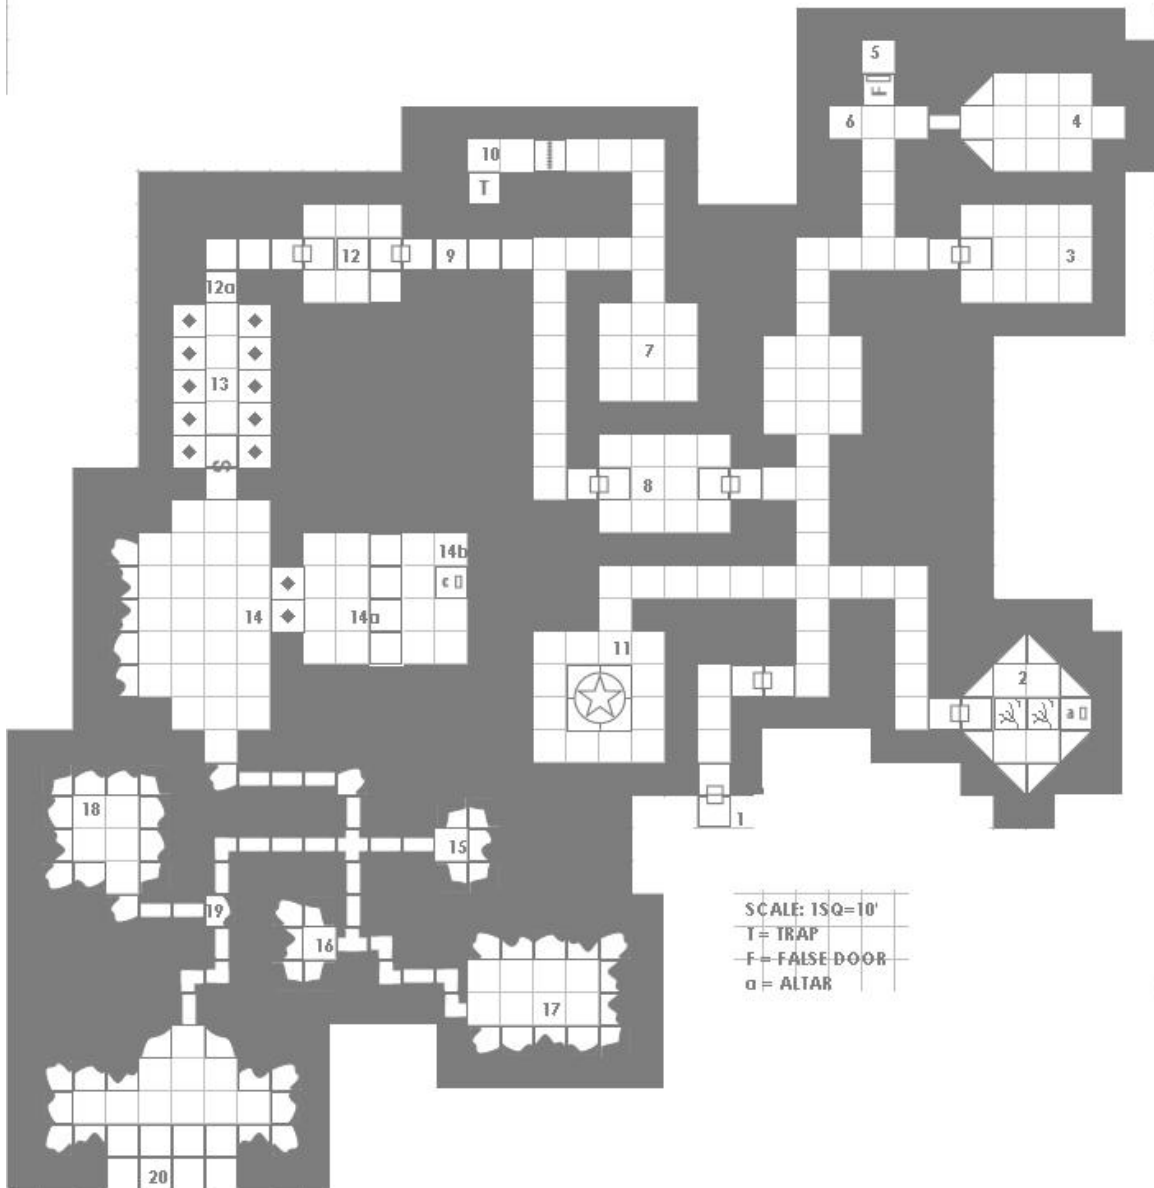 5
6
F
4
10
T
12
9
3
12a
7
13
S
8
14b
c
14
14a
11
2
a
18
1
15
19
16
17
SCALE: 1SQ=10'
T = TRAP
F = FALSE DOOR
a = ALTAR
20